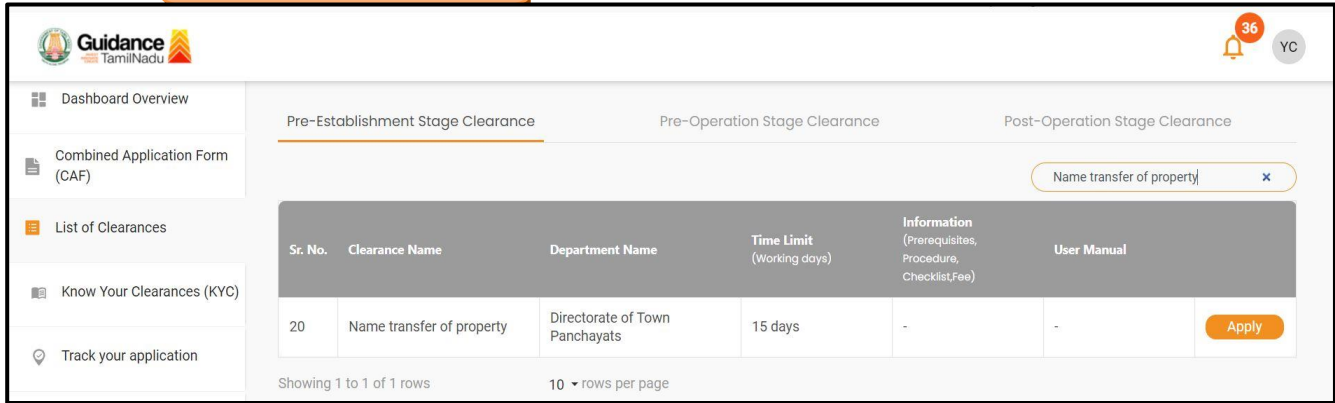 Guidance
TamilNadu
36
YC
Dashboard Overview
Combined Application Form
(CAF)
List of Clearances
Know Your Clearances (KYC)
Track your application
Pre-Establishment Stage Clearance
Pre-Operation Stage Clearance
Post-Operation Stage Clearance
Name transfer of property ×
Sr. No.
Clearance Name
Department Name
Time Limit
(Working days)
Information
(Prerequisites,
Procedure,
Checklist,Fee)
User Manual
20
Name transfer of property
Directorate of Town
Panchayats
15 days
-
-
Apply
Showing 1 to 1 of 1 rows
10 rows per page